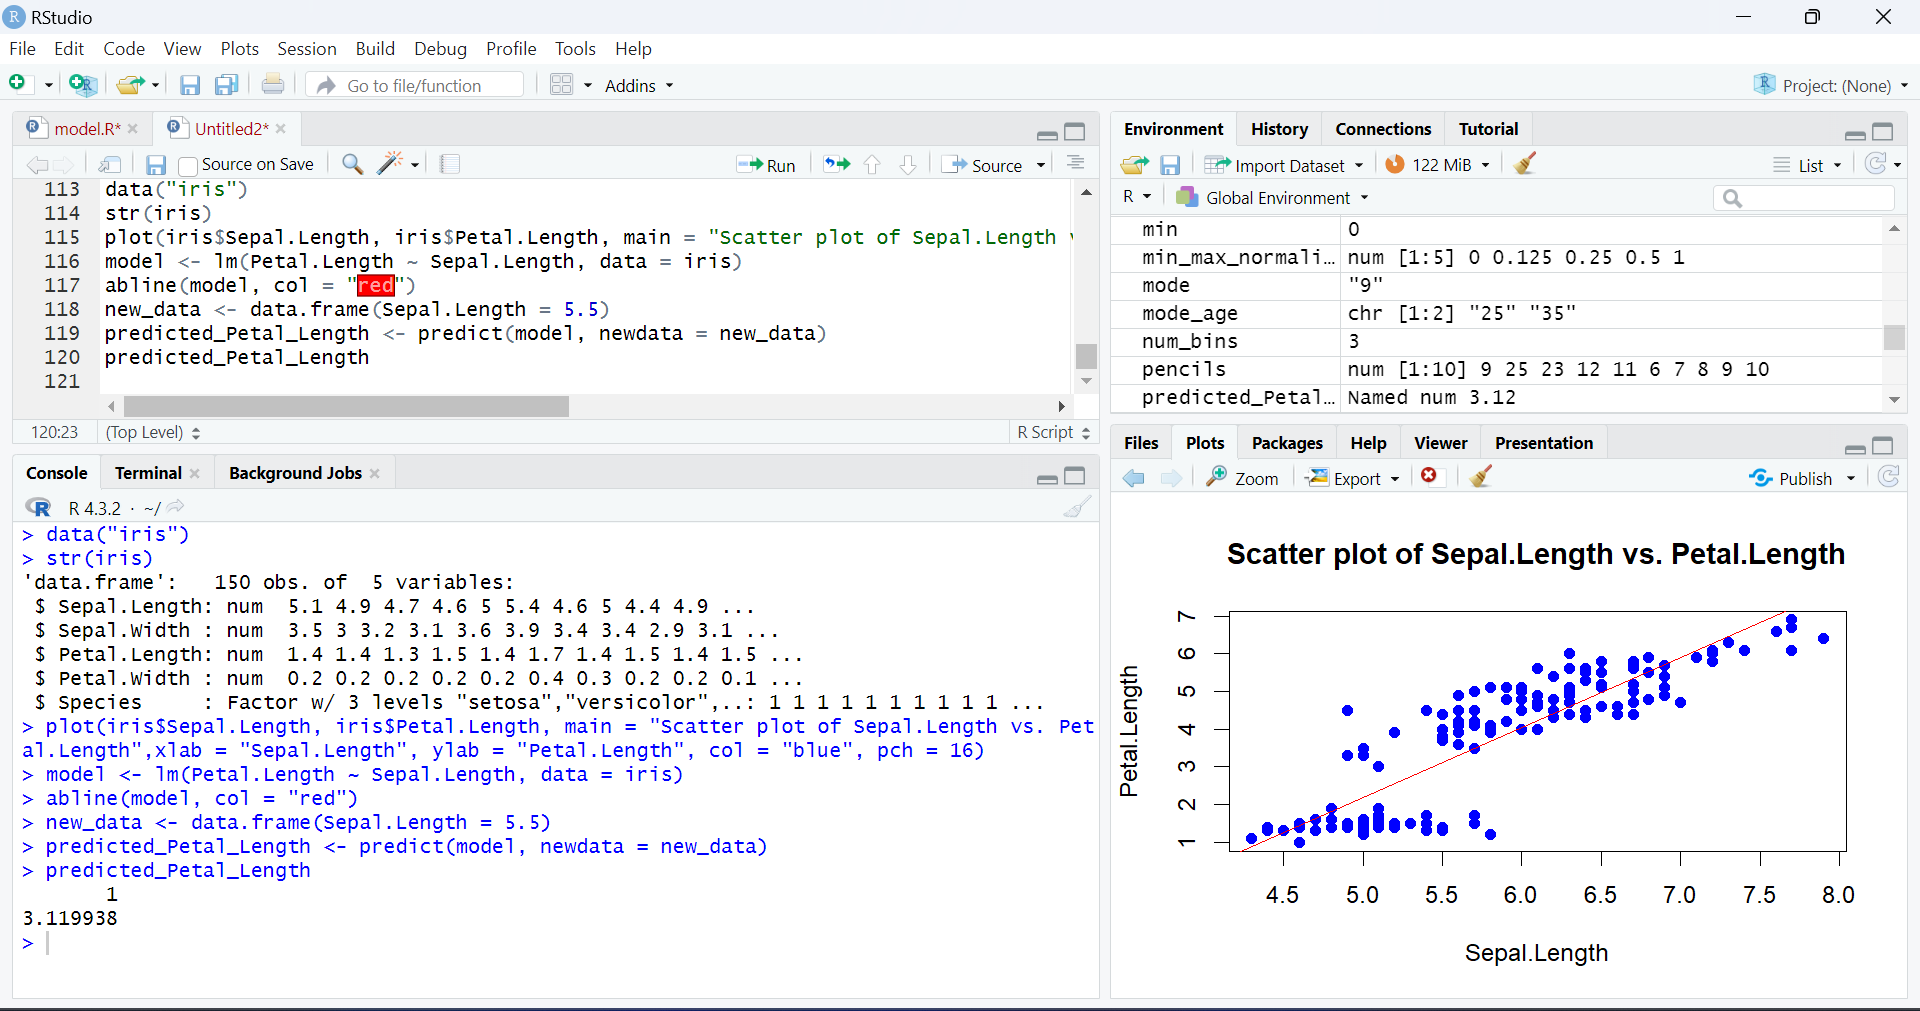 RStudio
File Edit Code View Plots Session Build Debug Profile Tools Help
Go to file/function Addins Project: (None)
model.R* Untitled2*
Source on Save Run Source
113 data("iris")
114 str(iris)
115 plot(iris$Sepal.Length, iris$Petal.Length, main = "Scatter plot of Sepal.Length
116 model <- lm(Petal.Length ~ Sepal.Length, data = iris)
117 abline(model, col = "red")
118 new_data <- data.frame(Sepal.Length = 5.5)
119 predicted_Petal_Length <- predict(model, newdata = new_data)
120 predicted_Petal_Length
121
120:23 (Top Level) R Script
Console Terminal Background Jobs
R 4.3.2 · ~/
> data("iris")
> str(iris)
'data.frame': 150 obs. of 5 variables:
$ Sepal.Length: num 5.1 4.9 4.7 4.6 5 5.4 4.6 5 4.4 4.9 ...
$ Sepal.Width : num 3.5 3 3.2 3.1 3.6 3.9 3.4 3.4 2.9 3.1 ...
$ Petal.Length: num 1.4 1.4 1.3 1.5 1.4 1.7 1.4 1.5 1.4 1.5 ...
$ Petal.Width : num 0.2 0.2 0.2 0.2 0.2 0.4 0.3 0.2 0.2 0.1 ...
$ Species : Factor w/ 3 levels "setosa","versicolor",..: 1 1 1 1 1 1 1 1 1 1 ...
> plot(iris$Sepal.Length, iris$Petal.Length, main = "Scatter plot of Sepal.Length vs. Pet
al.Length",xlab = "Sepal.Length", ylab = "Petal.Length", col = "blue", pch = 16)
> model <- lm(Petal.Length ~ Sepal.Length, data = iris)
> abline(model, col = "red")
> new_data <- data.frame(Sepal.Length = 5.5)
> predicted_Petal_Length <- predict(model, newdata = new_data)
> predicted_Petal_Length
1
3.119938
>
Environment History Connections Tutorial
Import Dataset 122 MiB List
R Global Environment
min 0
min_max_normali... num [1:5] 0 0.125 0.25 0.5 1
mode "9"
mode_age chr [1:2] "25" "35"
num_bins 3
pencils num [1:10] 9 25 23 12 11 6 7 8 9 10
predicted_Petal... Named num 3.12
Files Plots Packages Help Viewer Presentation
Zoom Export Publish
Scatter plot of Sepal.Length vs. Petal.Length
Petal.Length
7
6
5
4
3
2
1
4.5 5.0 5.5 6.0 6.5 7.0 7.5 8.0
Sepal.Length